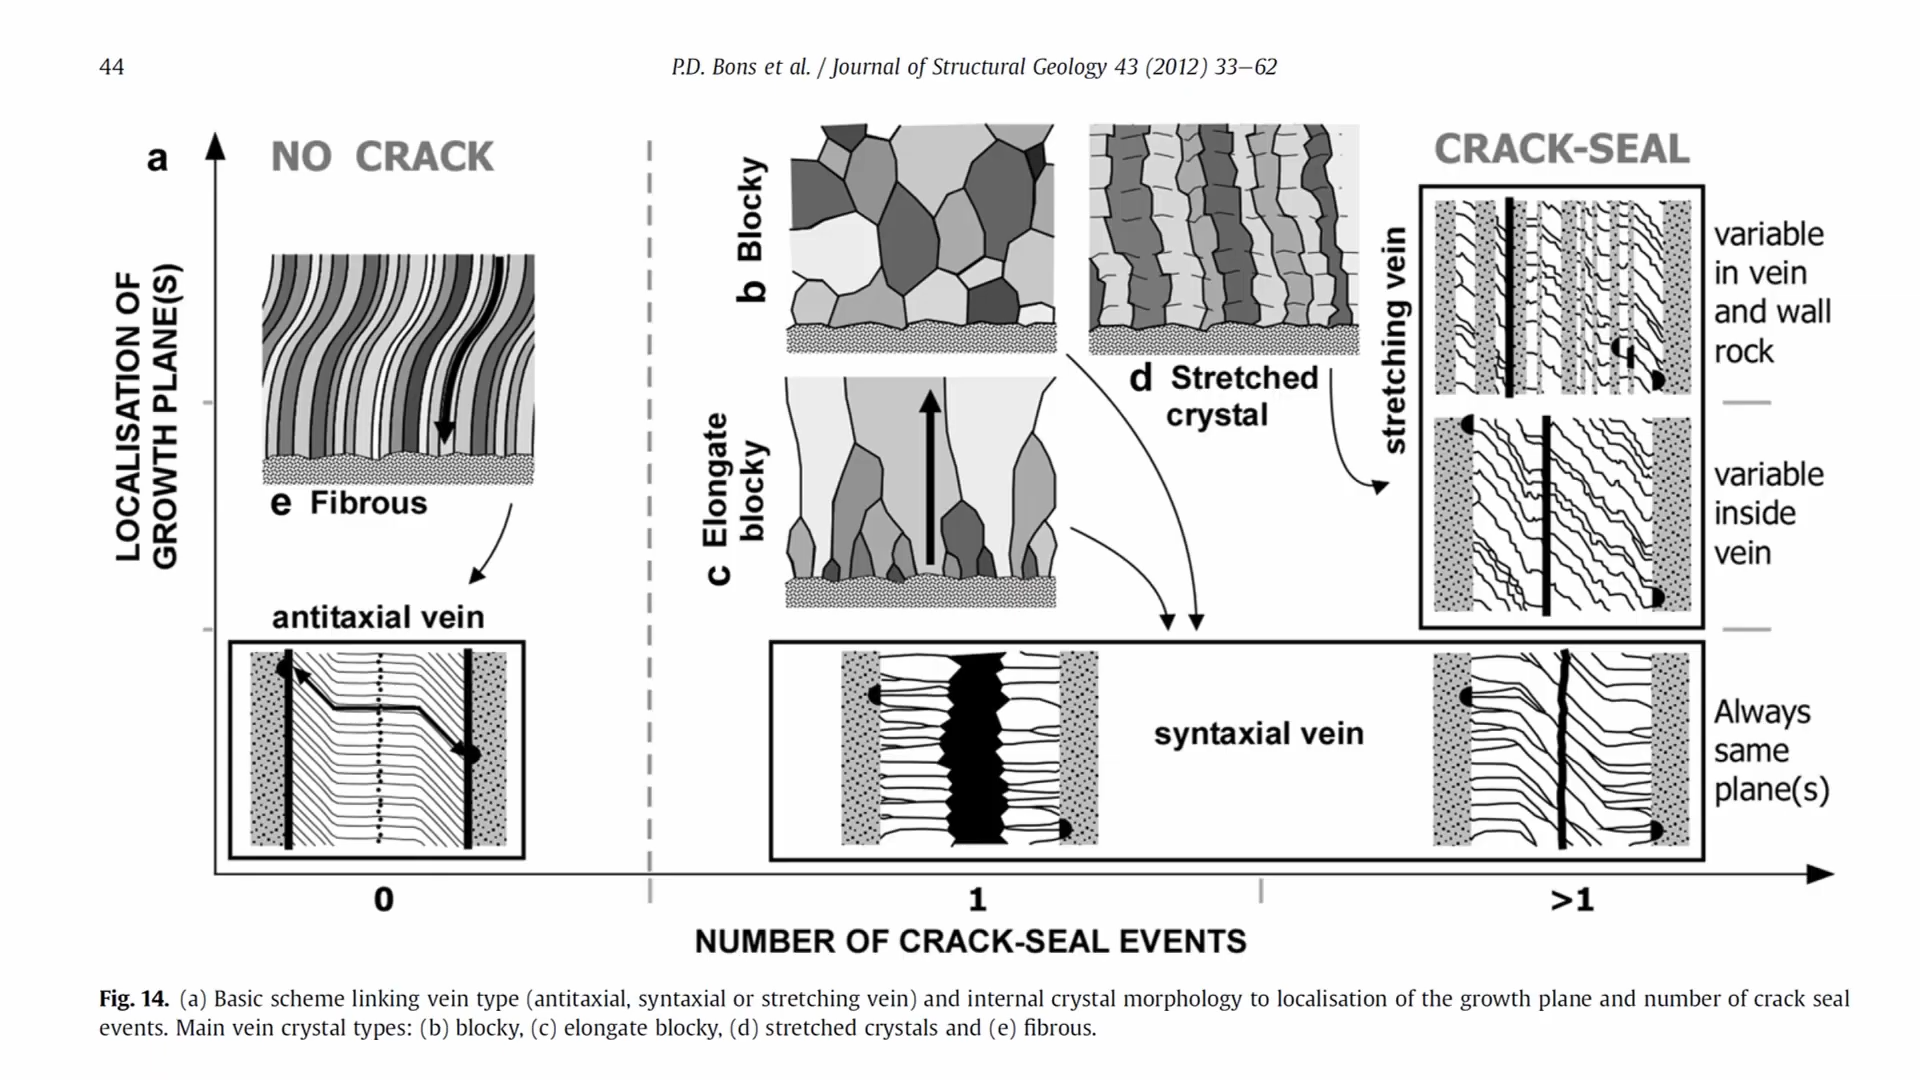 44
P.D. Bons et al. / Journal of Structural Geology 43 (2012) 33–62
a
NO CRACK
LOCALISATION OF
GROWTH PLANE(S)
e Fibrous
antitaxial vein
b Blocky
c Elongate
blocky
d Stretched
crystal
CRACK-SEAL
stretching vein
variable
in vein
and wall
rock
variable
inside
vein
syntaxial vein
Always
same
plane(s)
0
1
>1
NUMBER OF CRACK-SEAL EVENTS
Fig. 14. (a) Basic scheme linking vein type (antitaxial, syntaxial or stretching vein) and internal crystal morphology to localisation of the growth plane and number of crack seal
events. Main vein crystal types: (b) blocky, (c) elongate blocky, (d) stretched crystals and (e) fibrous.